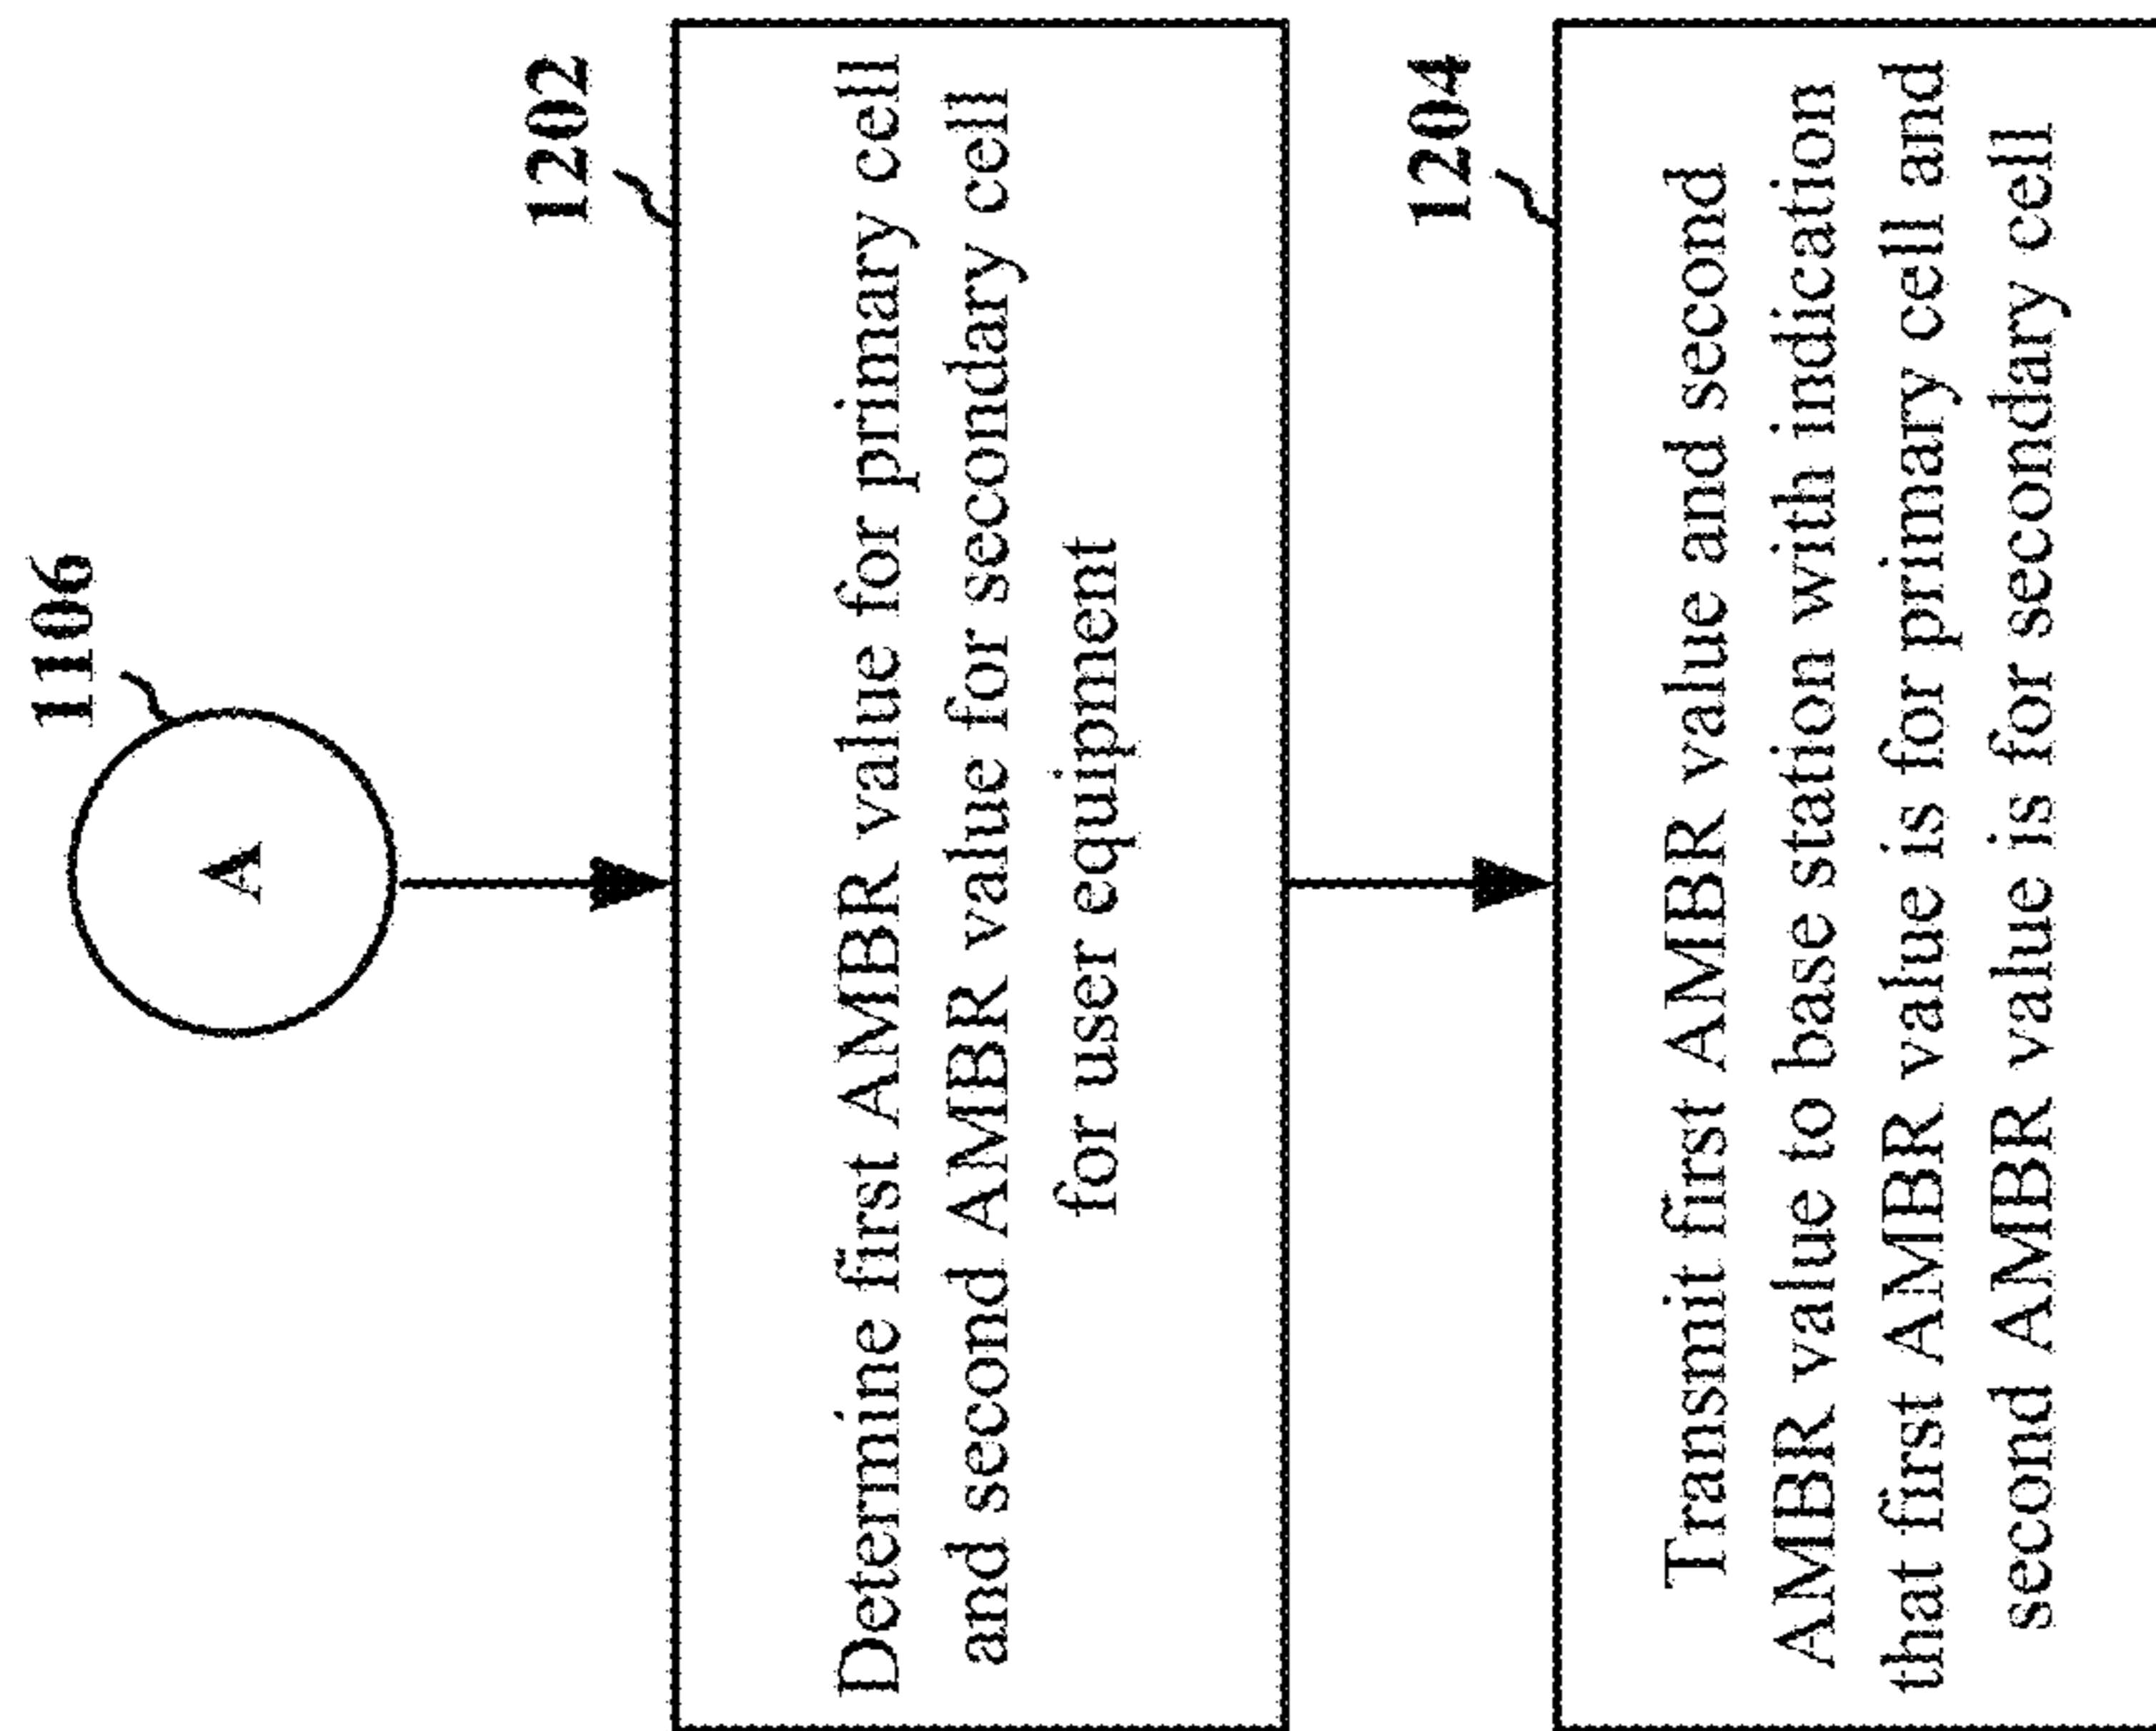 1106
A
1202
Determine first AMBR value for primary cell
and second AMBR value for secondary cell
for user equipment
1204
Transmit first AMBR value and second
AMBR value to base station with indication
that first AMBR value is for primary cell and
second AMBR value is for secondary cell